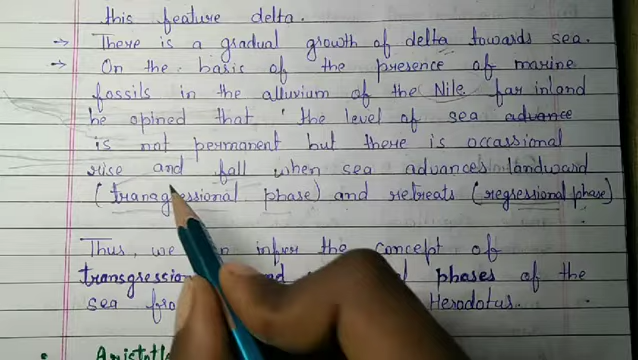 this feature delta.
→ There is a gradual growth of delta towards sea.
→ On the basis of the presence of marine
fossils in the alluvium of the Nile far inland
he opined that ' the level of sea advance
is not permanent but there is occassional
rise and fall when sea advances landward
(transgressional phase) and retreats (regressional phase)
Thus, we infer the concept of
transgression phases of the
sea Herodotus.
Aristotle